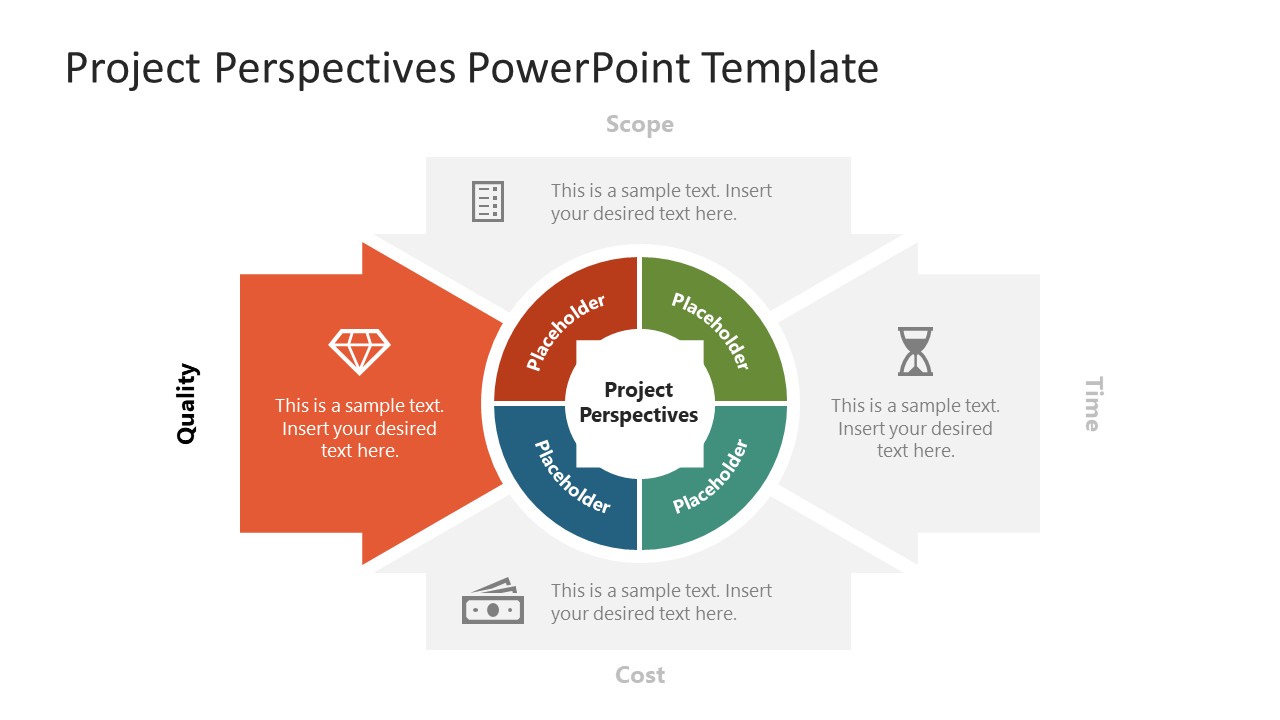 Project Perspectives PowerPoint Template
Scope
This is a sample text. Insert
your desired text here.
Quality
This is a sample text.
Insert your desired
text here.
Placeholder
Placeholder
Project
Perspectives
Placeholder
Placeholder
This is a sample text.
Insert your desired
text here.
Time
This is a sample text. Insert
your desired text here.
Cost